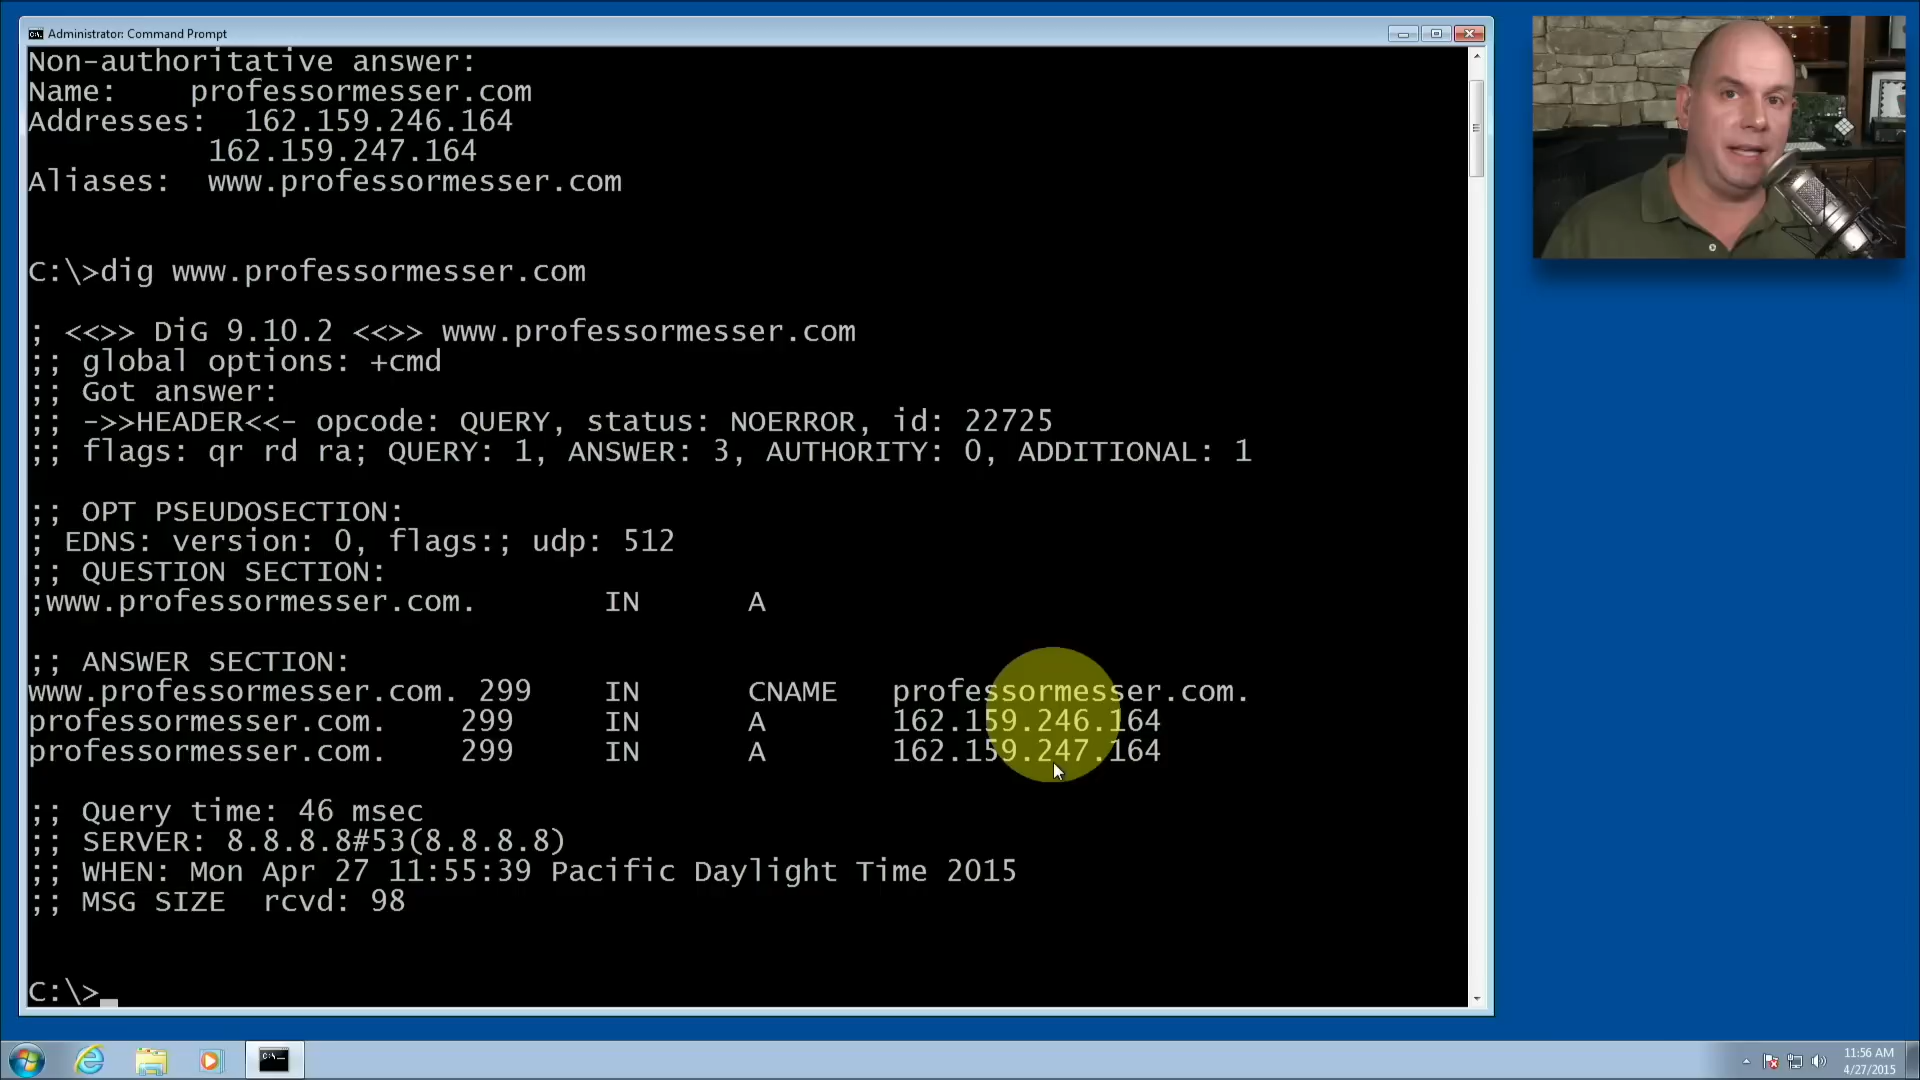 Administrator: Command Prompt
Non-authoritative answer:
Name:    professormesser.com
Addresses:  162.159.246.164
          162.159.247.164
Aliases:  www.professormesser.com
C:\>dig www.professormesser.com
; <<>> DiG 9.10.2 <<>> www.professormesser.com
;; global options: +cmd
;; Got answer:
;; ->>HEADER<<- opcode: QUERY, status: NOERROR, id: 22725
;; flags: qr rd ra; QUERY: 1, ANSWER: 3, AUTHORITY: 0, ADDITIONAL: 1
;; OPT PSEUDOSECTION:
; EDNS: version: 0, flags:; udp: 512
;; QUESTION SECTION:
;www.professormesser.com.       IN      A
;; ANSWER SECTION:
www.professormesser.com. 299    IN      CNAME   professormesser.com.
professormesser.com.    299     IN      A       162.159.246.164
professormesser.com.    299     IN      A       162.159.247.164
;; Query time: 46 msec
;; SERVER: 8.8.8.8#53(8.8.8.8)
;; WHEN: Mon Apr 27 11:55:39 Pacific Daylight Time 2015
;; MSG SIZE  rcvd: 98
C:\>_
11:56 AM
4/27/2015